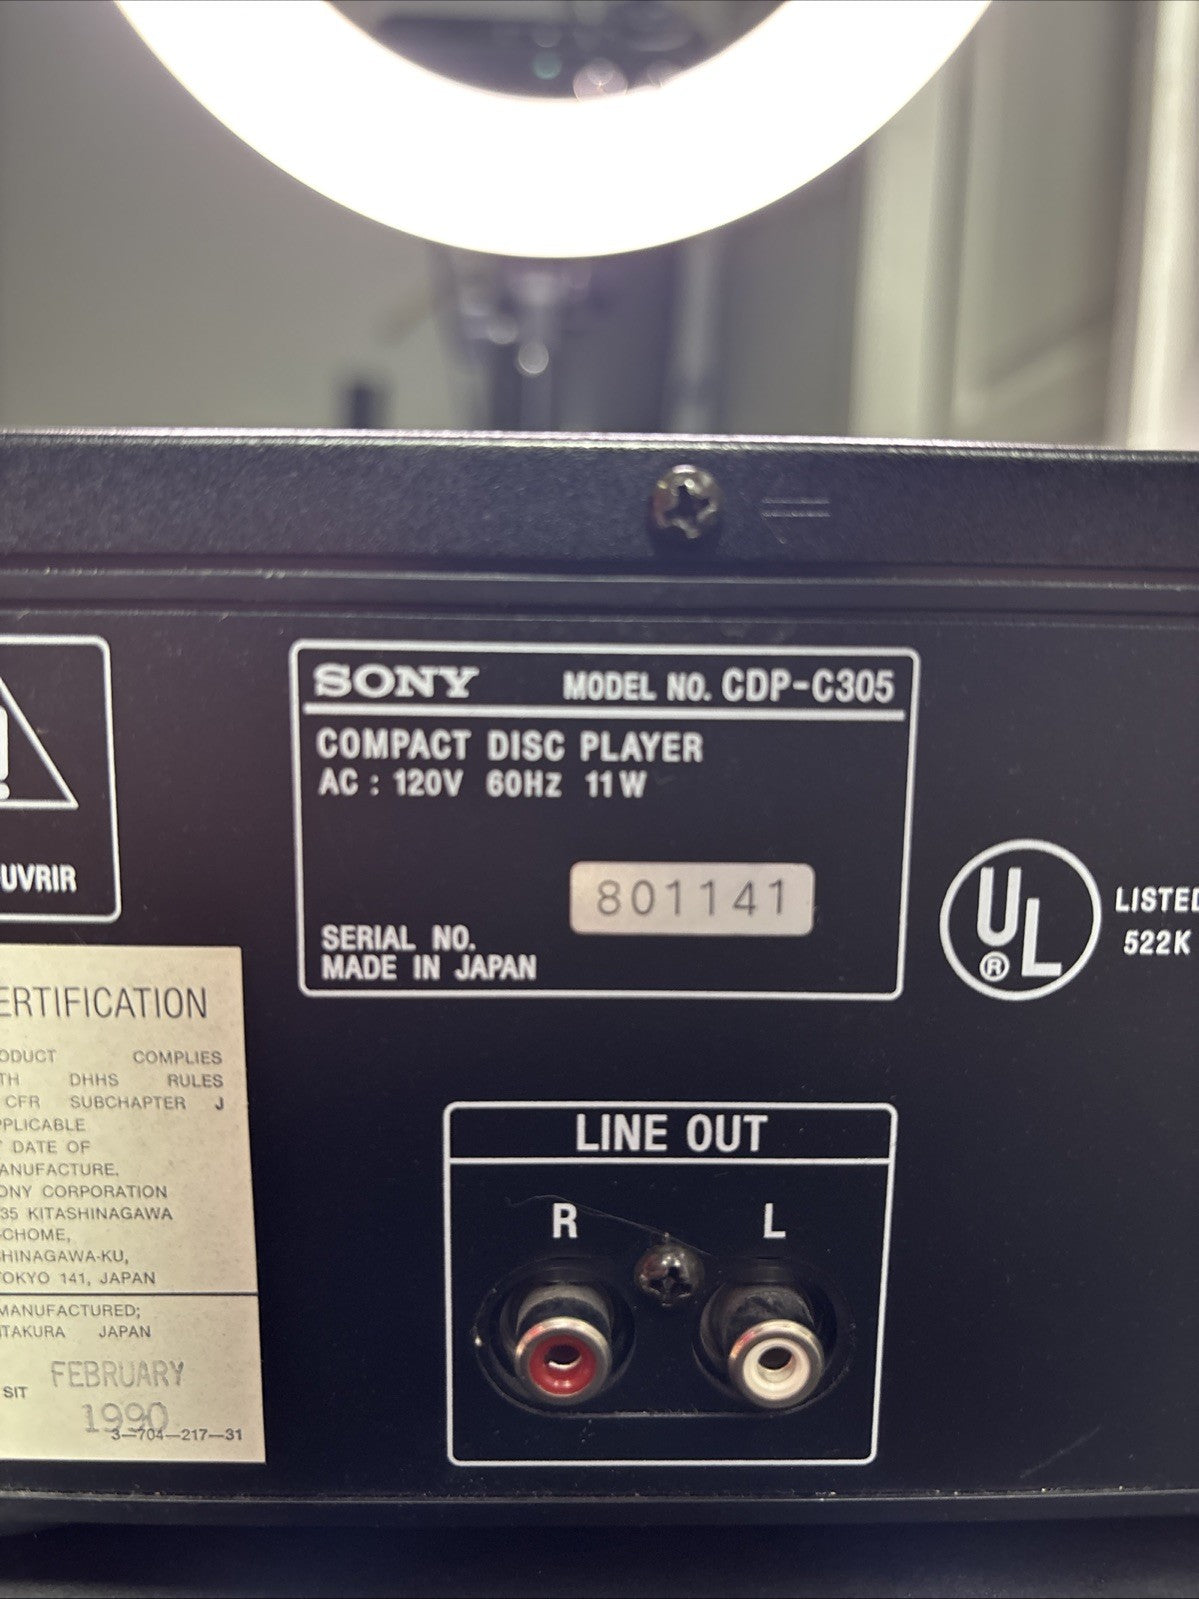 SONY MODEL NO. CDP-C305
COMPACT DISC PLAYER
AC : 120V 60Hz 11W
801141
SERIAL NO.
MADE IN JAPAN
UVRIR
UL
®
LISTED
522K
ERTIFICATION
ODUCT COMPLIES
TH DHHS RULES
CFR SUBCHAPTER J
PPLICABLE
DATE OF
ANUFACTURE.
ONY CORPORATION
35 KITASHINAGAWA
-CHOME,
HINAGAWA-KU,
OKYO 141, JAPAN
MANUFACTURED;
TAKURA JAPAN
SIT FEBRUARY
1990
3-704-217-31
LINE OUT
R L